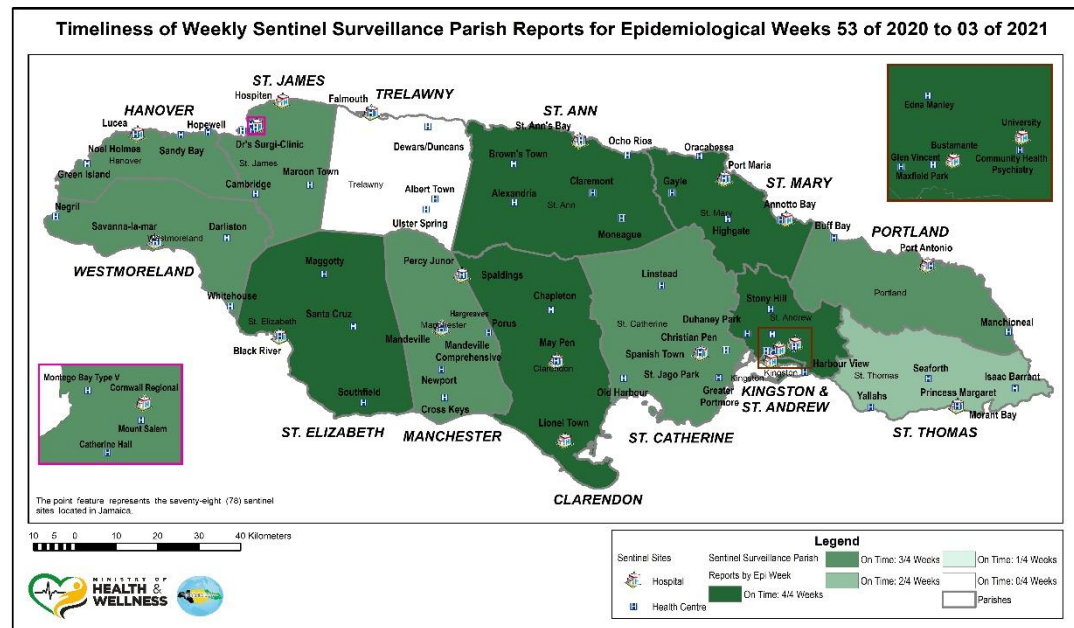 Timeliness of Weekly Sentinel Surveillance Parish Reports for Epidemiological Weeks 53 of 2020 to 03 of 2021
ST. JAMES
Hospiten
TRELAWNY
Falmouth
HANOVER
Lucea
Hopewell
ST. ANN
St. Ann's Bay
Ocho Rios
Oracabessa
Edna Manley
University
Bustamente
Glen Vincent
Community Health
Psychiatry
Maxfield Park
Noel Holmes
Hanover
Sandy Bay
Green Island
Dr's Surgi-Clinic
St. James
Maroon Town
Cambridge
Dewars/Duncans
Trelawny
Albert Town
Ulster Spring
Brown's Town
Alexandria
Claremont
St. Ann
Moneague
Gayle
Port Maria
ST. MARY
St. Mary
Annotto Bay
Highgate
Buff Bay
PORTLAND
Port Antonio
Portland
Manchioneal
Negril
Savanna-la-mar
Westmoreland
Darliston
WESTMORELAND
Whitehouse
Maggotty
Santa Cruz
St. Elizabeth
Black River
Southfield
ST. ELIZABETH
Percy Junor
Spaldings
Hargreaves
Manchester
Mandeville
Porus
Mandeville
Comprehensive
Newport
Cross Keys
MANCHESTER
Chapleton
May Pen
Clarendon
Lionel Town
CLARENDON
Linstead
St. Catherine
Christian Pen
Spanish Town
St. Jago Park
Old Harbour
Greater
Portmore
ST. CATHERINE
Stony Hill
Duhaney Park
St. Andrew
Kingston
Kingston
Harbour View
KINGSTON &
ST. ANDREW
St. Thomas
Seaforth
Isaac Barrant
Yallahs
Princess Margaret
Morant Bay
ST. THOMAS
Montego Bay Type V
Cornwall Regional
Mount Salem
Catherine Hall
The point feature represents the seventy-eight (78) sentinel
sites located in Jamaica.
10 5 0 10 20 30 40 Kilometers
MINISTRY OF
HEALTH &
WELLNESS
Legend
Sentinel Sites
Hospital
Health Centre
Sentinel Surveillance Parish
Reports by Epi Week
On Time: 4/4 Weeks
On Time: 3/4 Weeks
On Time: 2/4 Weeks
On Time: 1/4 Weeks
On Time: 0/4 Weeks
Parishes